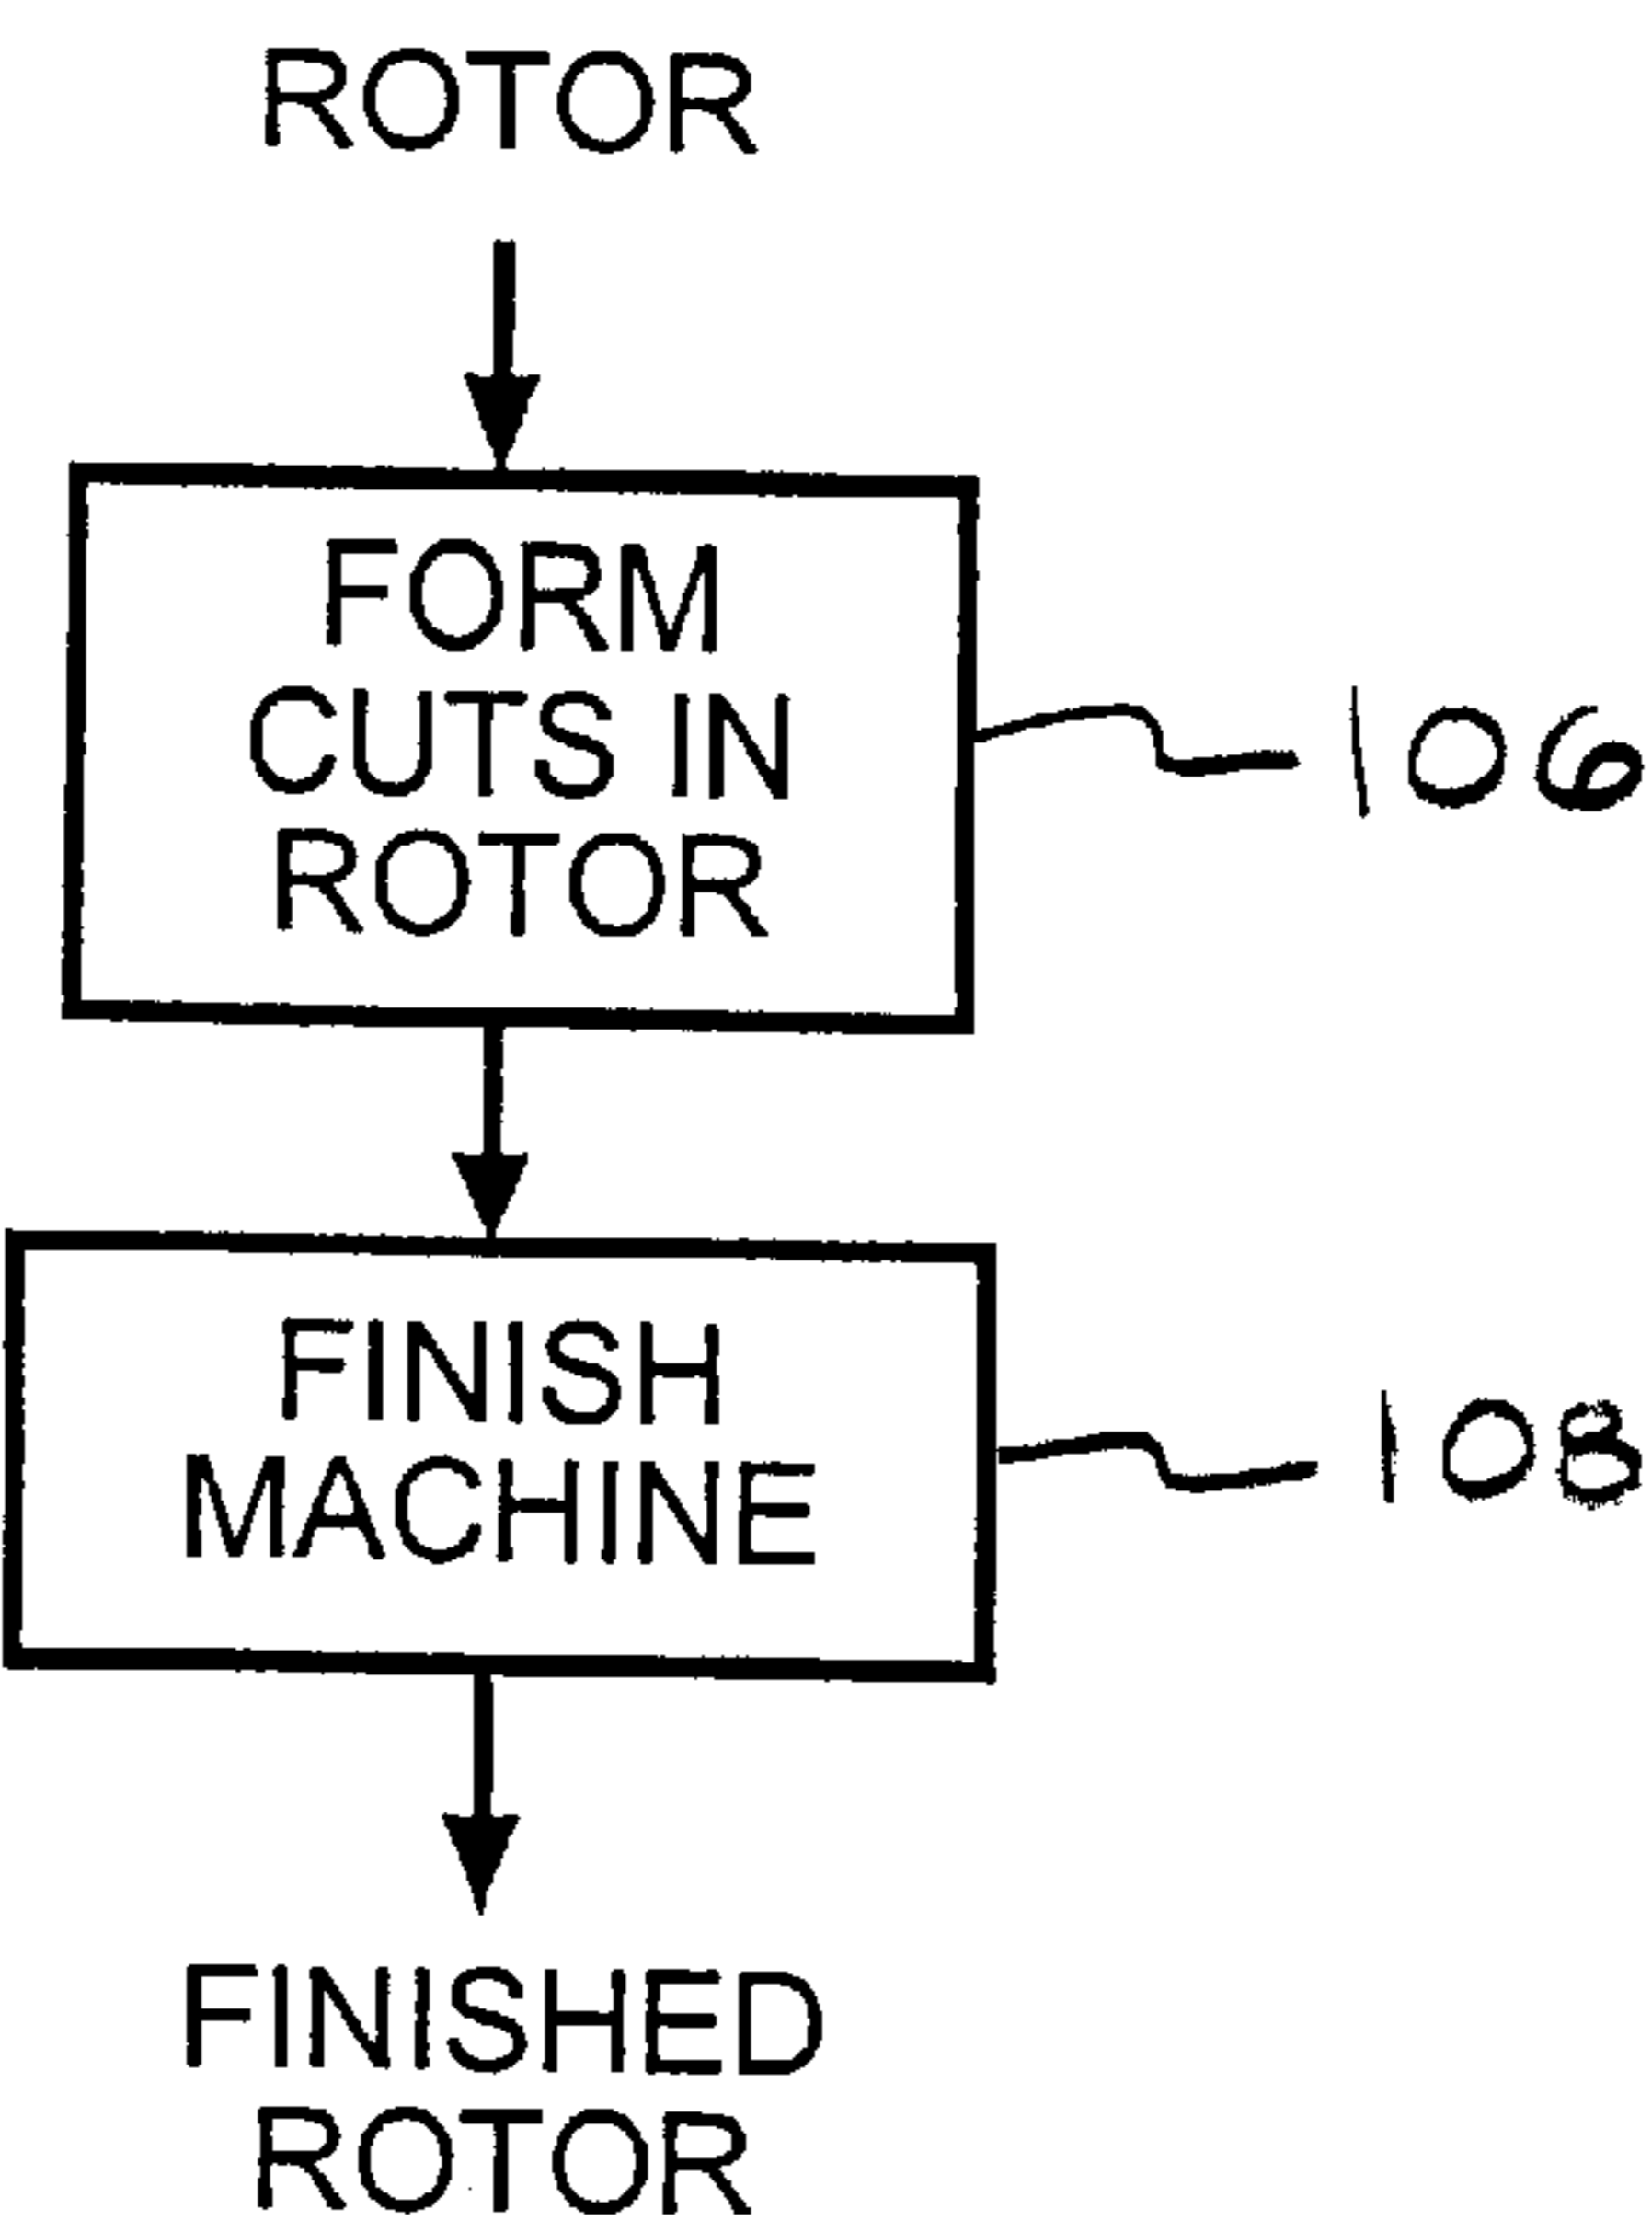 ROTOR
FORM
CUTS IN
ROTOR
106
FINISH
MACHINE
108
FINISHED
ROTOR